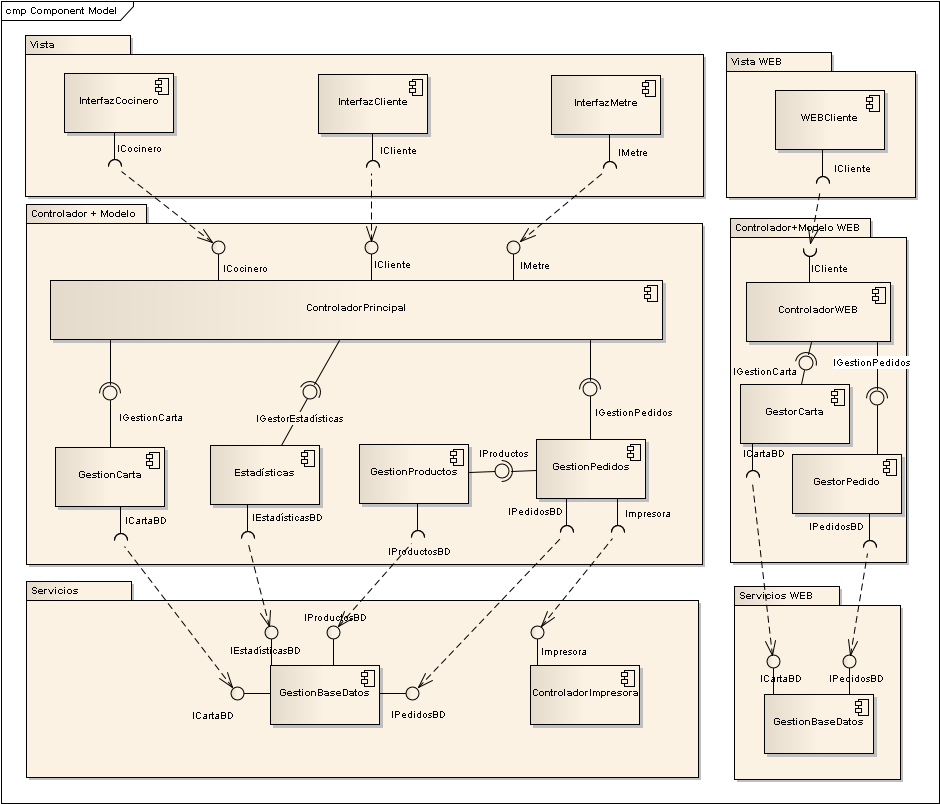 cmp Component Model
Vista
InterfazCocinero
InterfazCliente
InterfazMetre
ICocinero
ICliente
IMetre
Vista WEB
WEBCliente
ICliente
Controlador + Modelo
ICocinero
ICliente
IMetre
ControladorPrincipal
IGestionCarta
IGestorEstadísticas
IGestionPedidos
GestionCarta
Estadísticas
GestionProductos
IProductos
GestionPedidos
ICartaBD
IEstadísticasBD
IProductosBD
IPedidosBD
Impresora
Controlador+Modelo WEB
ICliente
ControladorWEB
IGestionCarta
IGestionPedidos
GestorCarta
ICartaBD
GestorPedido
IPedidosBD
Servicios
IProductosBD
IEstadísticasBD
Impresora
GestionBaseDatos
ControladorImpresora
ICartaBD
IPedidosBD
Servicios WEB
ICartaBD
IPedidosBD
GestionBaseDatos